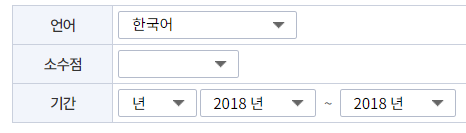 언어 한국어
소수점
기간 년 2018 년 ~ 2018 년